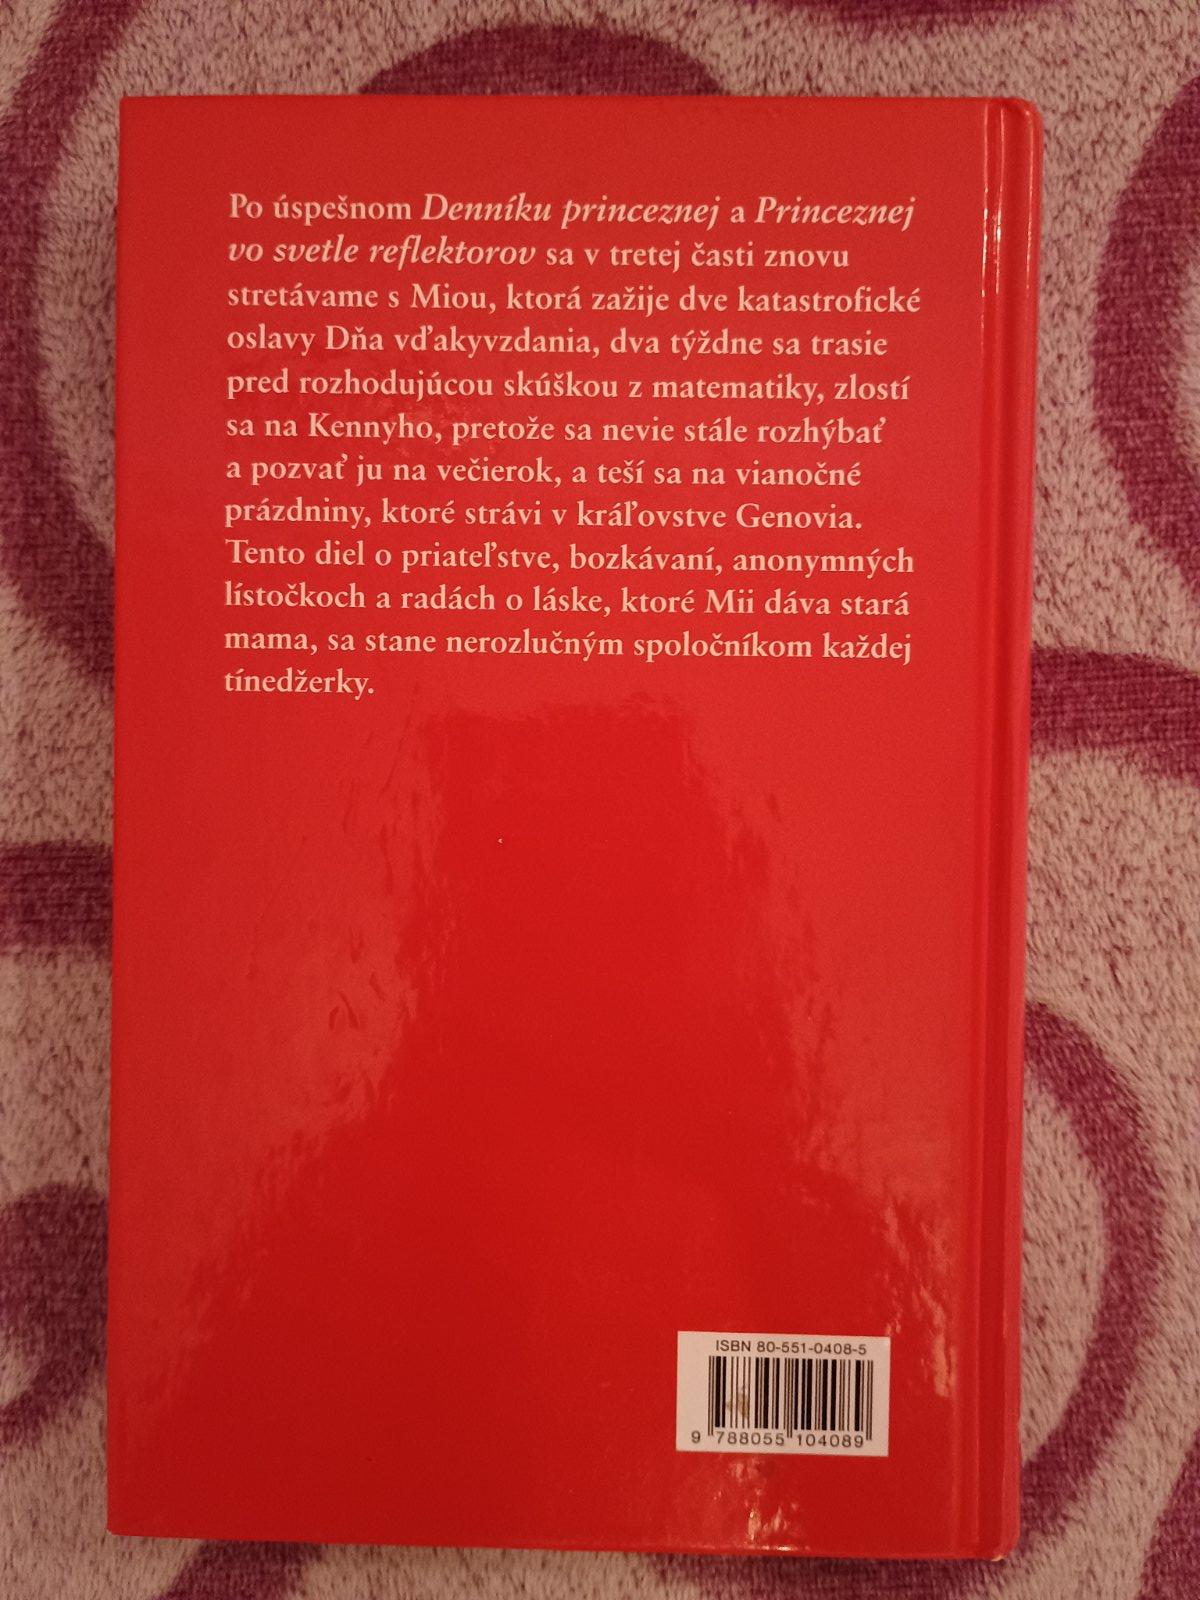 Po úspešnom Denníku princeznej a Princeznej
vo svetle reflektorov sa v tretej časti znovu
stretávame s Miou, ktorá zažije dve katastrofické
oslavy Dňa vďakyvzdania, dva týždne sa trasie
pred rozhodujúcou skúškou z matematiky, zlostí
sa na Kennyho, pretože sa nevie stále rozhýbať
a pozvať ju na večierok, a teší sa na vianočné
prázdniny, ktoré strávi v kráľovstve Genovia.
Tento diel o priateľstve, bozkávaní, anonymných
lístočkoch a radách o láske, ktoré Mii dáva stará
mama, sa stane nerozlučným spoločníkom každej
tínedžerky.
ISBN 80-551-0408-5
9 788055 104089